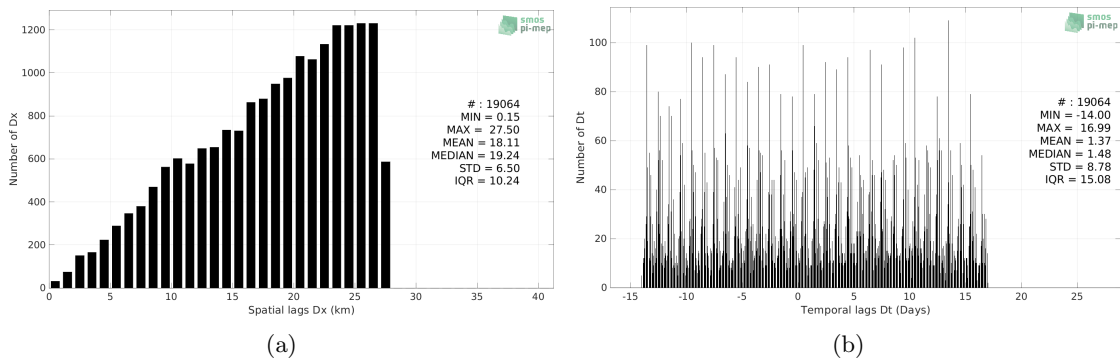 1200
1000
800
600
400
200
0
0 5 10 15 20 25 30 35 40
Number of Dx
Spatial lags Dx (km)
smos
pi-mep
# : 19064
MIN = 0.15
MAX = 27.50
MEAN = 18.11
MEDIAN = 19.24
STD = 6.50
IQR = 10.24
(a)
100
80
60
40
20
0
-15 -10 -5 0 5 10 15 20 25
Number of Dt
Temporal lags Dt (Days)
smos
pi-mep
# : 19064
MIN = -14.00
MAX = 16.99
MEAN = 1.37
MEDIAN = 1.48
STD = 8.78
IQR = 15.08
(b)